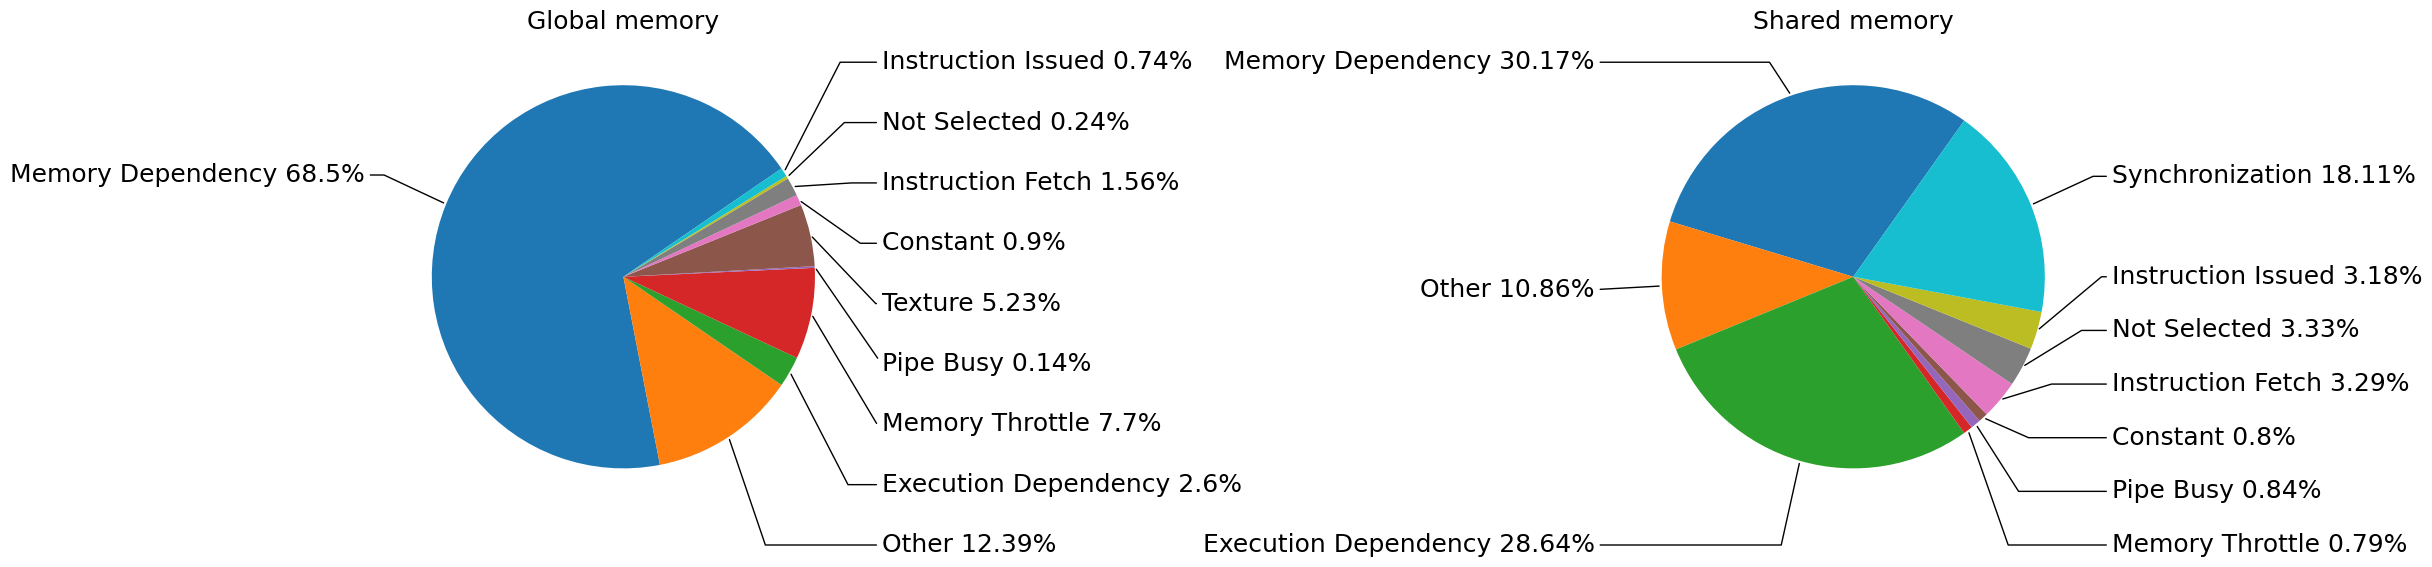 Global memory
Instruction Issued 0.74%
Not Selected 0.24%
Memory Dependency 68.5%
Instruction Fetch 1.56%
Constant 0.9%
Texture 5.23%
Pipe Busy 0.14%
Memory Throttle 7.7%
Execution Dependency 2.6%
Other 12.39%
Shared memory
Memory Dependency 30.17%
Synchronization 18.11%
Other 10.86%
Instruction Issued 3.18%
Not Selected 3.33%
Instruction Fetch 3.29%
Constant 0.8%
Pipe Busy 0.84%
Execution Dependency 28.64%
Memory Throttle 0.79%